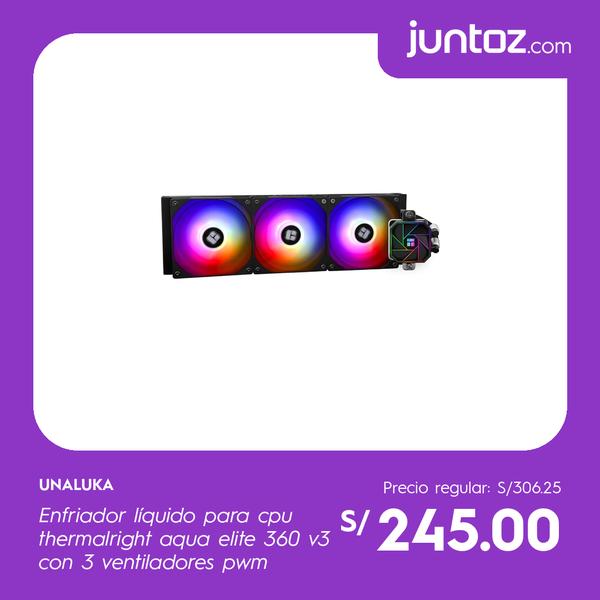 juntoz.com
UNALUKA
Enfriador líquido para cpu
thermalright aqua elite 360 v3
con 3 ventiladores pwm
Precio regular: S/306.25
S/ 245.00